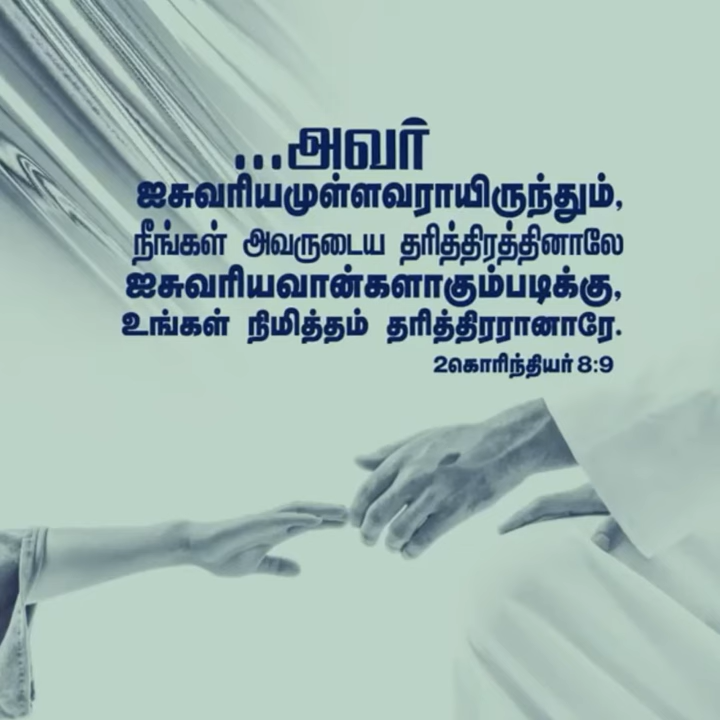 ...அவர்
ஐசுவரியமுள்ளவராயிருந்தும்,
நீங்கள் அவருடைய தரித்திரத்தினாலே
ஐசுவரியவான்களாகும்படிக்கு,
உங்கள் நிமித்தம் தரித்திரரானாரே.
2கொரிந்தியர் 8:9